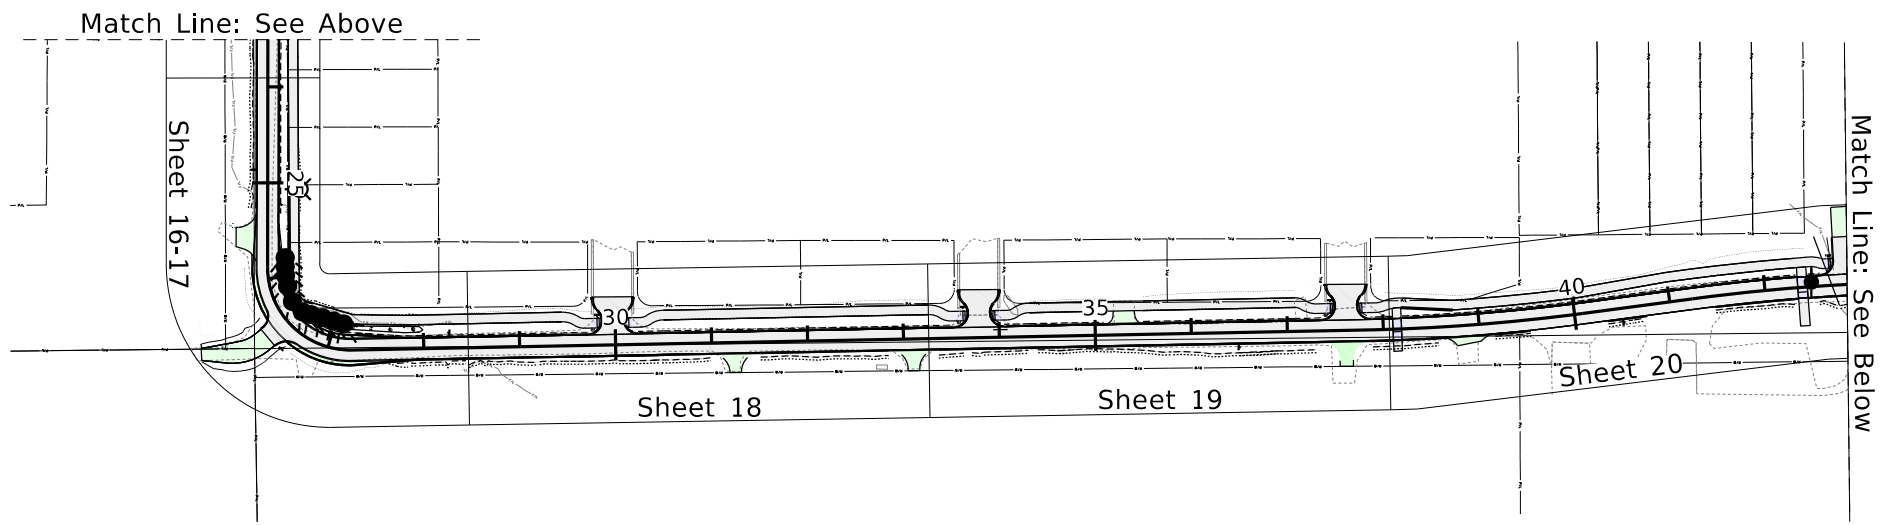 Match Line: See Above
Sheet 16-17
25
30
35
40
Sheet 18
Sheet 19
Sheet 20
Match Line: See Below